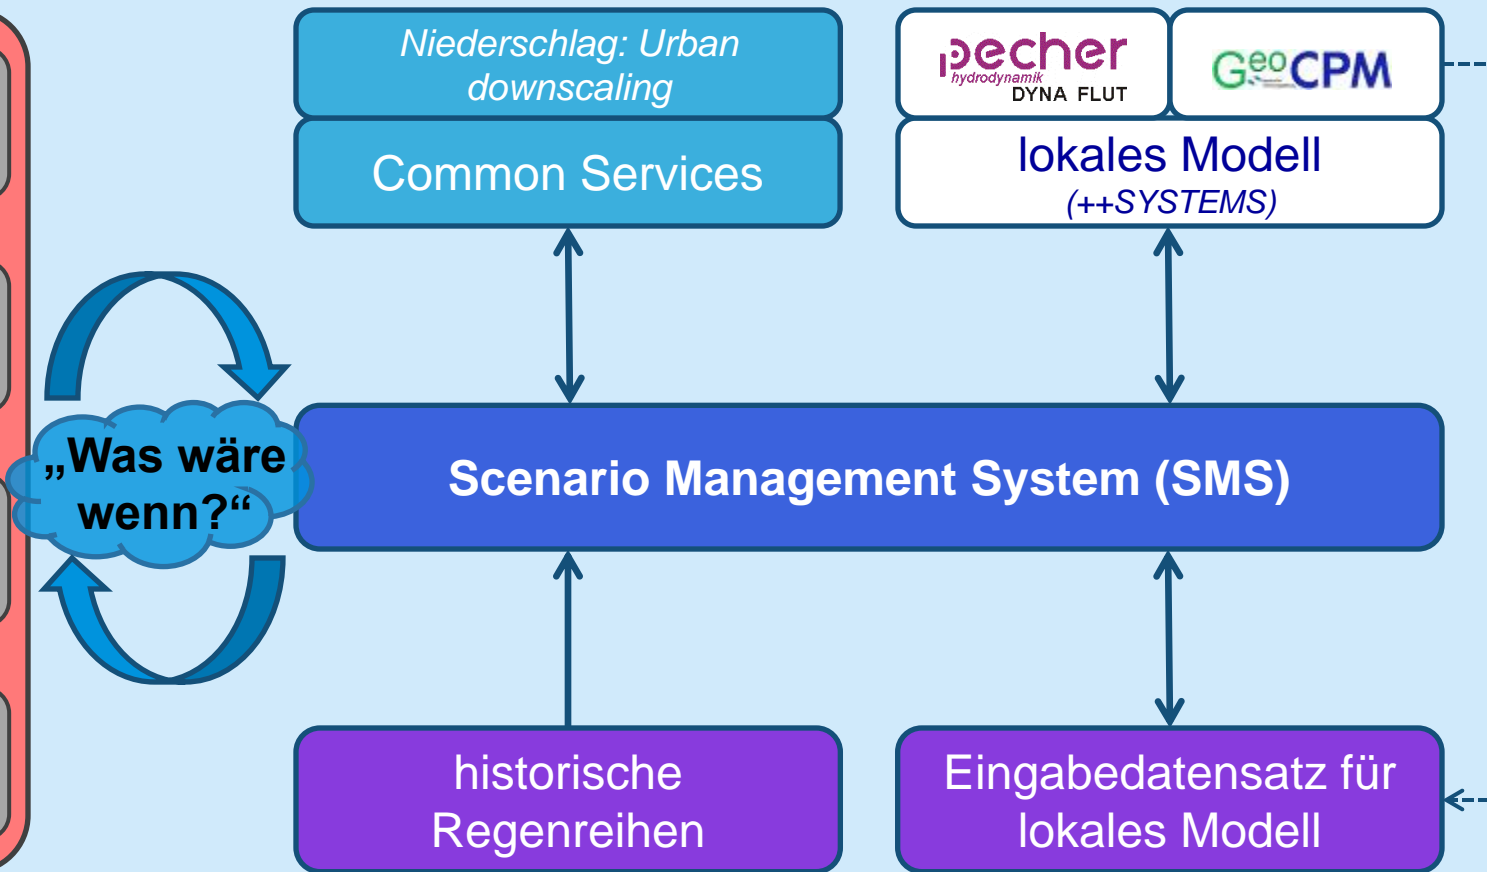 Niederschlag: Urban
downscaling
Common Services
pecher
hydrodynamik
DYNA FLUT
GeoCPM
lokales Modell
(++SYSTEMS)
„Was wäre
wenn?“
Scenario Management System (SMS)
historische
Regenreihen
Eingabedatensatz für
lokales Modell